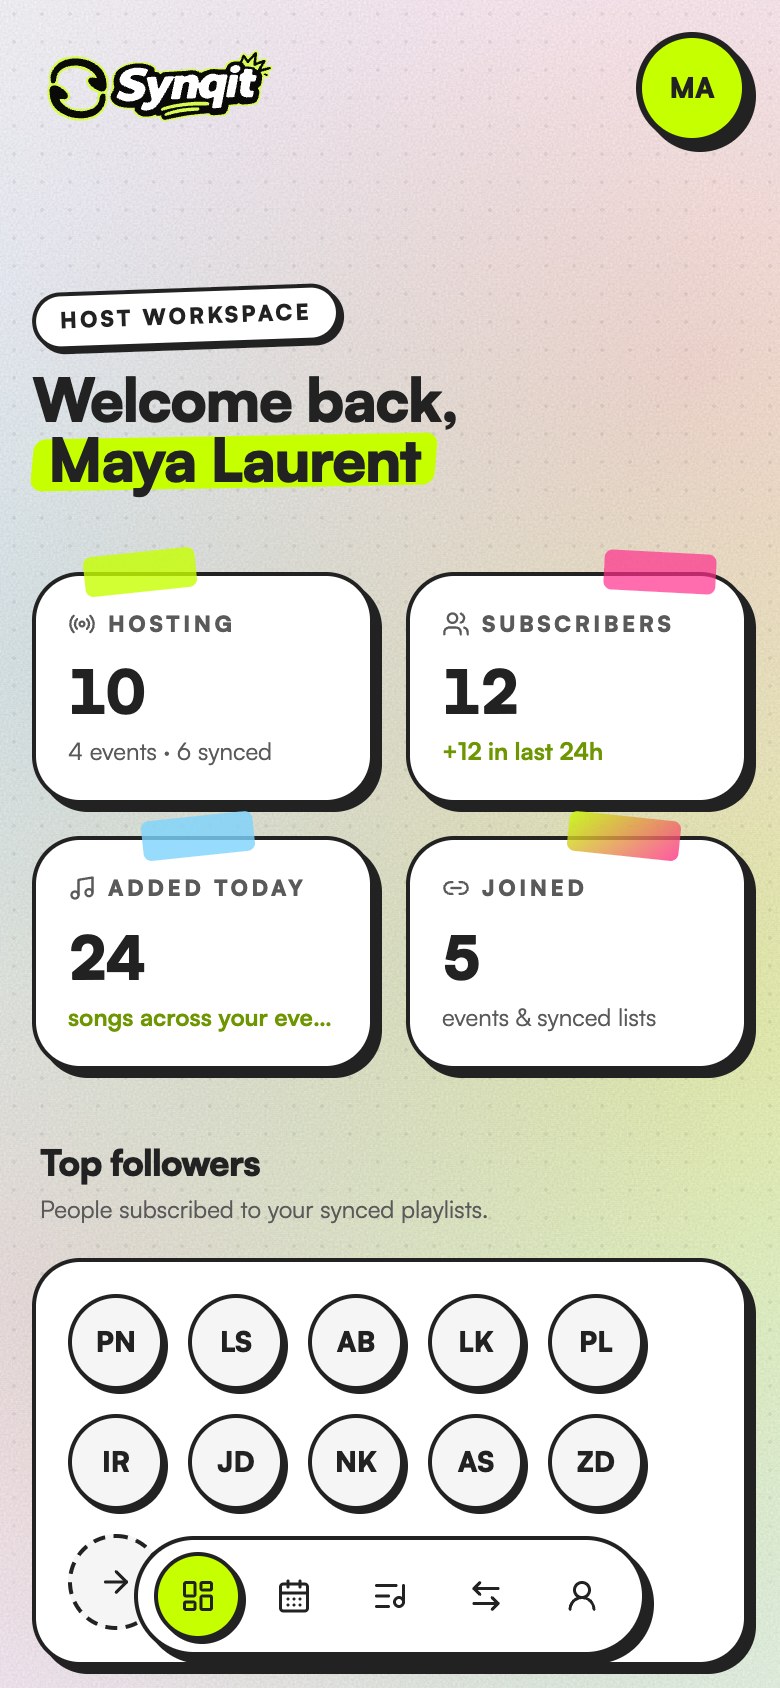 Synqit
MA
HOST WORKSPACE
Welcome back,
Maya Laurent
HOSTING
10
4 events · 6 synced
SUBSCRIBERS
12
+12 in last 24h
ADDED TODAY
24
songs across your eve...
JOINED
5
events & synced lists
Top followers
People subscribed to your synced playlists.
PN LS AB LK PL
IR JD NK AS ZD